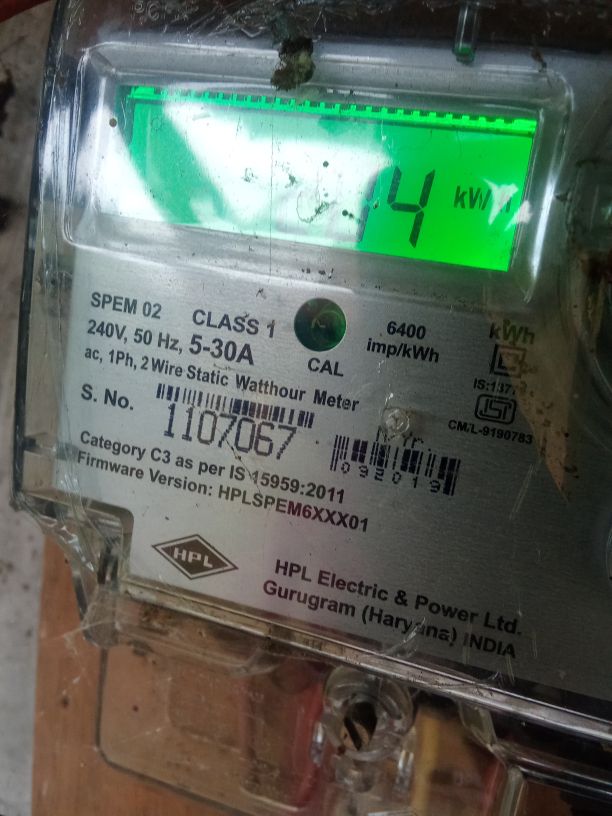 14 kWh
SPEM 02 CLASS 1
6400 imp/kWh
kWh
240V, 50 Hz, 5-30A
CAL
ac, 1Ph, 2 Wire Static Watthour Meter
S. No.
1107067
CM/L-9190783
Category C3 as per IS 15959:2011
Firmware Version: HPLSPEM6XXX01
HPL
HPL Electric & Power Ltd.
Gurugram (Haryana) INDIA